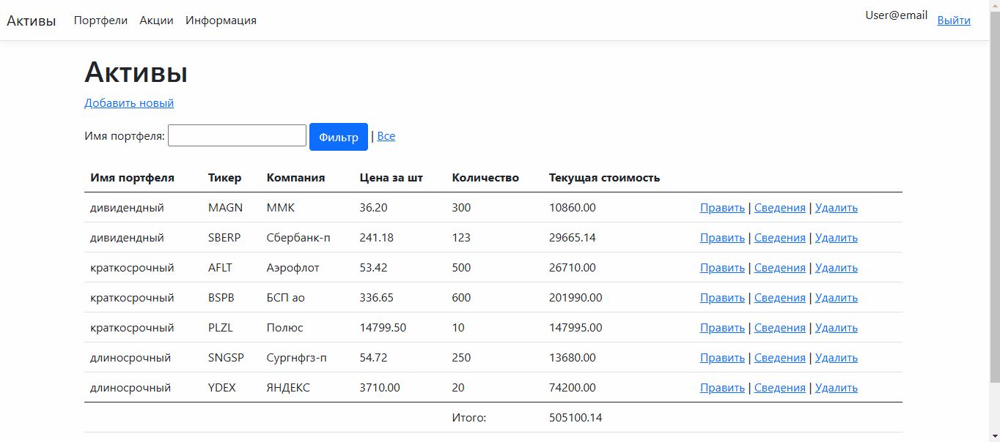 Активы Портфели Акции Информация User@email Выйти
Активы
Добавить новый
Имя портфеля: Фильтр | Все
Имя портфеля Тикер Компания Цена за шт Количество Текущая стоимость
дивидендный MAGN ММК 36.20 300 10860.00 Править | Сведения | Удалить
дивидендный SBERP Сбербанк-п 241.18 123 29665.14 Править | Сведения | Удалить
краткосрочный AFLT Аэрофлот 53.42 500 26710.00 Править | Сведения | Удалить
краткосрочный BSPB БСП ао 336.65 600 201990.00 Править | Сведения | Удалить
краткосрочный PLZL Полюс 14799.50 10 147995.00 Править | Сведения | Удалить
длиносрочный SNGSP Сургнфгз-п 54.72 250 13680.00 Править | Сведения | Удалить
длиносрочный YDEX ЯНДЕКС 3710.00 20 74200.00 Править | Сведения | Удалить
Итого: 505100.14